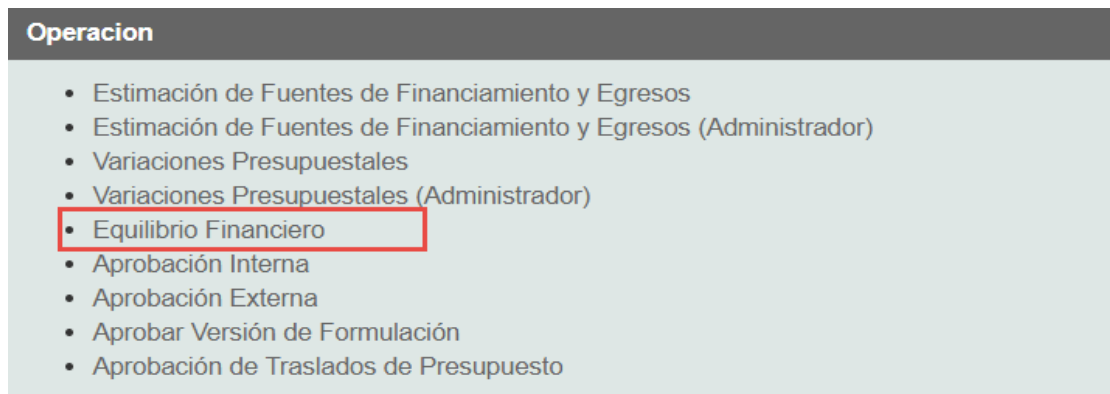 Operacion
• Estimación de Fuentes de Financiamiento y Egresos
• Estimación de Fuentes de Financiamiento y Egresos (Administrador)
• Variaciones Presupuestales
• Variaciones Presupuestales (Administrador)
• Equilibrio Financiero
• Aprobación Interna
• Aprobación Externa
• Aprobar Versión de Formulación
• Aprobación de Traslados de Presupuesto